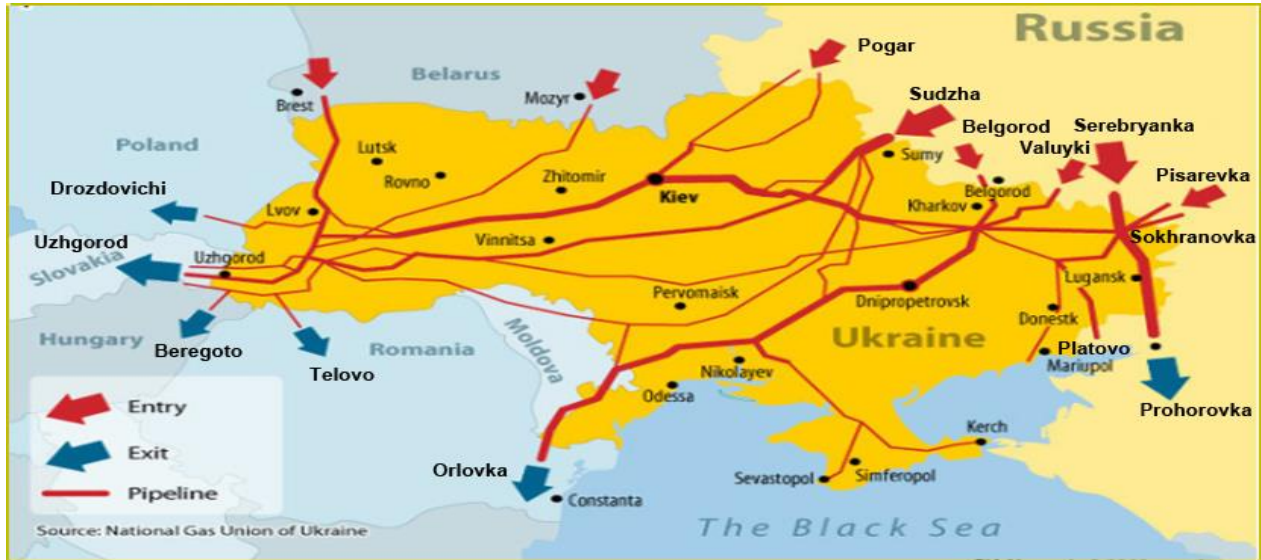 Russia
Pogar
Belarus
Sudzha
Mozyr
Brest
Belgorod
Serebryanka
Valuyki
Poland
Lutsk
Rovno
Zhitomir
Kiev
Sumy
Belgorod
Kharkov
Pisarevka
Drozdovichi
Lvov
Vinnitsa
Sokhranovka
Uzhgorod
Slovakia
Uzhgorod
Lugansk
Pervomaisk
Dnipropetrovsk
Donestk
Hungary
Beregoto
Romania
Moldova
Ukraine
Platovo
Mariupol
Telovo
Nikolayev
Odessa
Prohorovka
Entry
Exit
Pipeline
Kerch
Orlovka
Constanta
Sevastopol
Simferopol
The Black Sea
Source: National Gas Union of Ukraine